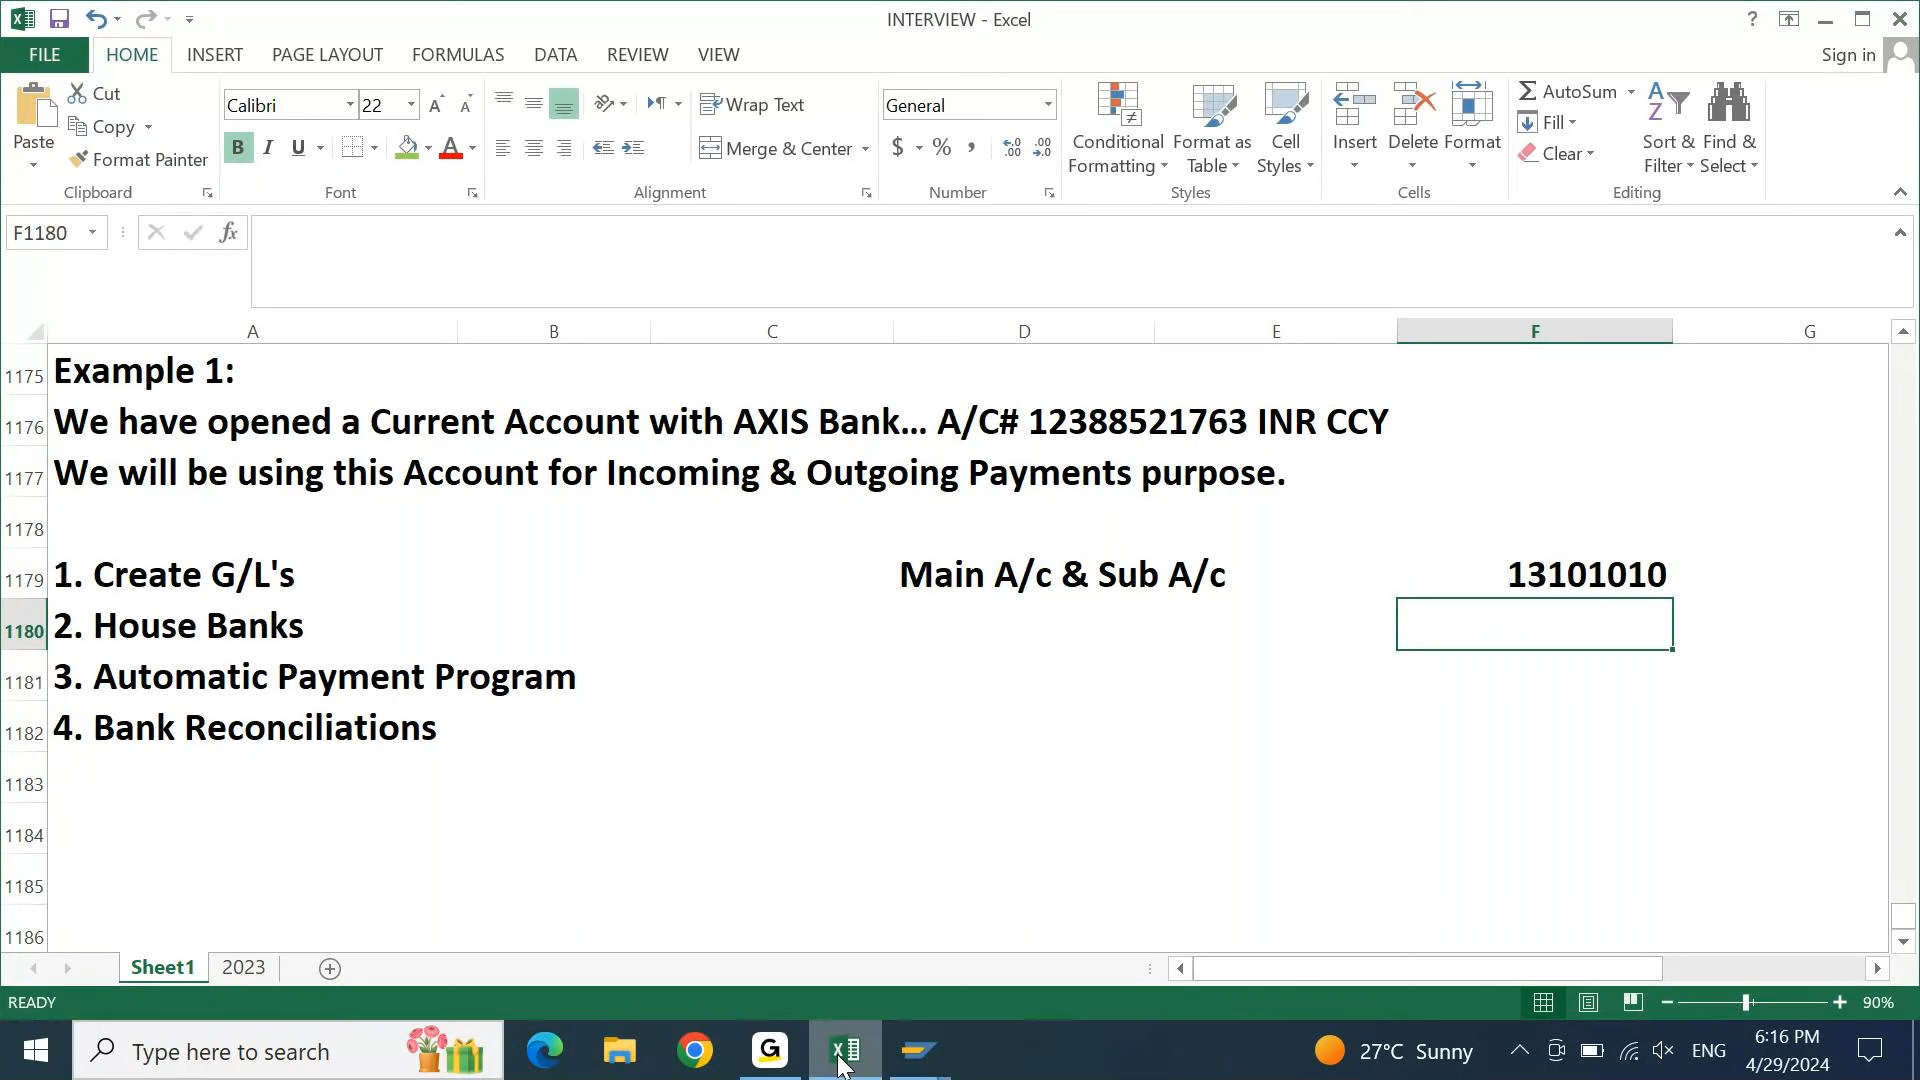 INTERVIEW - Excel
?
FILE HOME INSERT PAGE LAYOUT FORMULAS DATA REVIEW VIEW Sign in
Paste
Cut
Copy
Format Painter
Clipboard
Calibri 22
B I U
Font
Wrap Text
Merge & Center
Alignment
General
$ % ,
Number
Conditional Formatting
Format as Table
Cell Styles
Styles
Insert
Delete
Format
Cells
AutoSum
Fill
Clear
Sort & Filter
Find & Select
Editing
F1180
fx
A B C D E F G
1175 Example 1:
1176 We have opened a Current Account with AXIS Bank... A/C# 12388521763 INR CCY
1177 We will be using this Account for Incoming & Outgoing Payments purpose.
1178
1179 1. Create G/L's Main A/c & Sub A/c 13101010
1180 2. House Banks
1181 3. Automatic Payment Program
1182 4. Bank Reconciliations
1183
1184
1185
1186
Sheet1 2023
READY
90%
Type here to search
27°C Sunny
ENG
6:16 PM
4/29/2024